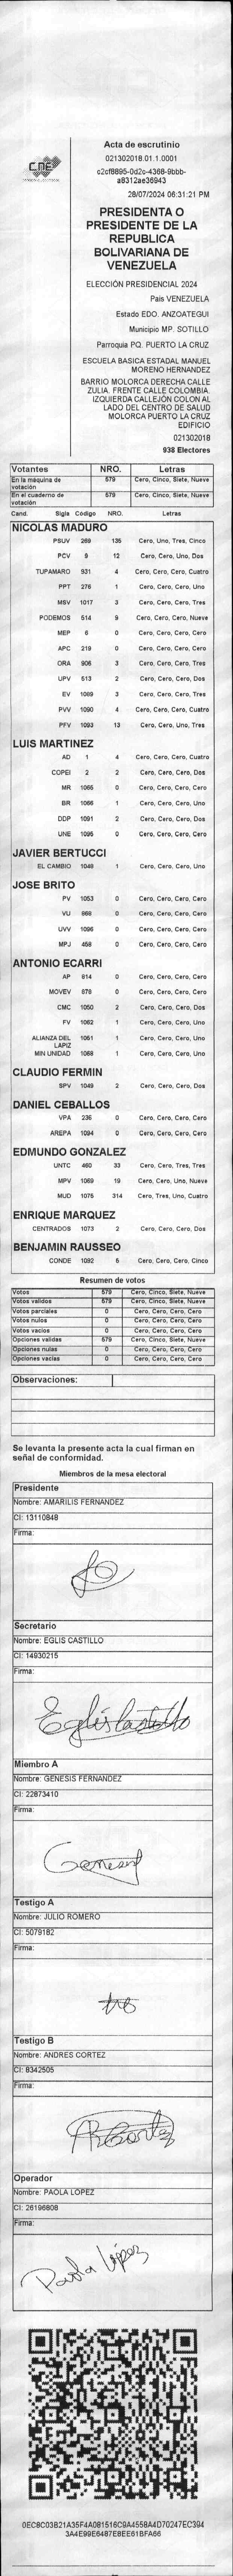 CNE
Acta de escrutinio
021302018.01.1.0001
c2cf8895-0d2c-4368-9bbb-
a8312ae36943
28/07/2024 06:31:21 PM
PRESIDENTA O
PRESIDENTE DE LA
REPUBLICA
BOLIVARIANA DE
VENEZUELA
ELECCIÓN PRESIDENCIAL 2024
País VENEZUELA
Estado EDO. ANZOATEGUI
Municipio MP. SOTILLO
Parroquia PQ. PUERTO LA CRUZ
ESCUELA BASICA ESTADAL MANUEL
MORENO HERNANDEZ
BARRIO MOLORCA DERECHA CALLE
ZULIA. FRENTE CALLE COLOMBIA.
IZQUIERDA CALLEJÓN COLON AL
LADO DEL CENTRO DE SALUD
MOLORCA PUERTO LA CRUZ
EDIFICIO
021302018
938 Electores
Votantes NRO. Letras
En la máquina de votación 579 Cero, Cinco, Siete, Nueve
En el cuaderno de votación 579 Cero, Cinco, Siete, Nueve
Cand. Sigla Código NRO. Letras
NICOLAS MADURO
PSUV 269 135 Cero, Uno, Tres, Cinco
PCV 9 12 Cero, Cero, Uno, Dos
TUPAMARO 931 4 Cero, Cero, Cero, Cuatro
PPT 276 1 Cero, Cero, Cero, Uno
MSV 1017 3 Cero, Cero, Cero, Tres
PODEMOS 514 9 Cero, Cero, Cero, Nueve
MEP 6 0 Cero, Cero, Cero, Cero
APC 219 0 Cero, Cero, Cero, Cero
ORA 906 3 Cero, Cero, Cero, Tres
UPV 513 2 Cero, Cero, Cero, Dos
EV 1089 3 Cero, Cero, Cero, Tres
PVV 1090 4 Cero, Cero, Cero, Cuatro
PFV 1093 13 Cero, Cero, Uno, Tres
LUIS MARTINEZ
AD 1 4 Cero, Cero, Cero, Cuatro
COPEI 2 2 Cero, Cero, Cero, Dos
MR 1065 0 Cero, Cero, Cero, Cero
BR 1066 1 Cero, Cero, Cero, Uno
DDP 1091 2 Cero, Cero, Cero, Dos
UNE 1095 0 Cero, Cero, Cero, Cero
JAVIER BERTUCCI
EL CAMBIO 1048 1 Cero, Cero, Cero, Uno
JOSE BRITO
PV 1053 0 Cero, Cero, Cero, Cero
VU 868 0 Cero, Cero, Cero, Cero
UVV 1096 0 Cero, Cero, Cero, Cero
MPJ 458 0 Cero, Cero, Cero, Cero
ANTONIO ECARRI
AP 814 0 Cero, Cero, Cero, Cero
MOVEV 878 0 Cero, Cero, Cero, Cero
CMC 1050 2 Cero, Cero, Cero, Dos
FV 1062 1 Cero, Cero, Cero, Uno
ALIANZA DEL LAPIZ 1051 1 Cero, Cero, Cero, Uno
MIN UNIDAD 1068 1 Cero, Cero, Cero, Uno
CLAUDIO FERMIN
SPV 1049 2 Cero, Cero, Cero, Dos
DANIEL CEBALLOS
VPA 236 0 Cero, Cero, Cero, Cero
AREPA 1094 0 Cero, Cero, Cero, Cero
EDMUNDO GONZALEZ
UNTC 460 33 Cero, Cero, Tres, Tres
MPV 1069 19 Cero, Cero, Uno, Nueve
MUD 1075 314 Cero, Tres, Uno, Cuatro
ENRIQUE MARQUEZ
CENTRADOS 1073 2 Cero, Cero, Cero, Dos
BENJAMIN RAUSSEO
CONDE 1092 5 Cero, Cero, Cero, Cinco
Resumen de votos
Votos 579 Cero, Cinco, Siete, Nueve
Votos validos 579 Cero, Cinco, Siete, Nueve
Votos parciales 0 Cero, Cero, Cero, Cero
Votos nulos 0 Cero, Cero, Cero, Cero
Votos vacios 0 Cero, Cero, Cero, Cero
Opciones validas 579 Cero, Cinco, Siete, Nueve
Opciones nulas 0 Cero, Cero, Cero, Cero
Opciones vacias 0 Cero, Cero, Cero, Cero
Observaciones:
Se levanta la presente acta la cual firman en
señal de conformidad.
Miembros de la mesa electoral
Presidente
Nombre: AMARILIS FERNANDEZ
CI: 13110848
Firma:
Secretario
Nombre: EGLIS CASTILLO
CI: 14930215
Firma:
Eglis Castillo
Miembro A
Nombre: GENESIS FERNANDEZ
CI: 22873410
Firma:
Genesis
Testigo A
Nombre: JULIO ROMERO
CI: 5079182
Firma:
Testigo B
Nombre: ANDRES CORTEZ
CI: 8342505
Firma:
Operador
Nombre: PAOLA LOPEZ
CI: 26196808
Firma:
Paola López
0EC8C03B21A35F4A081516C9A4558A4D70247EC394
3A4E99E6487E8EE61BFA66